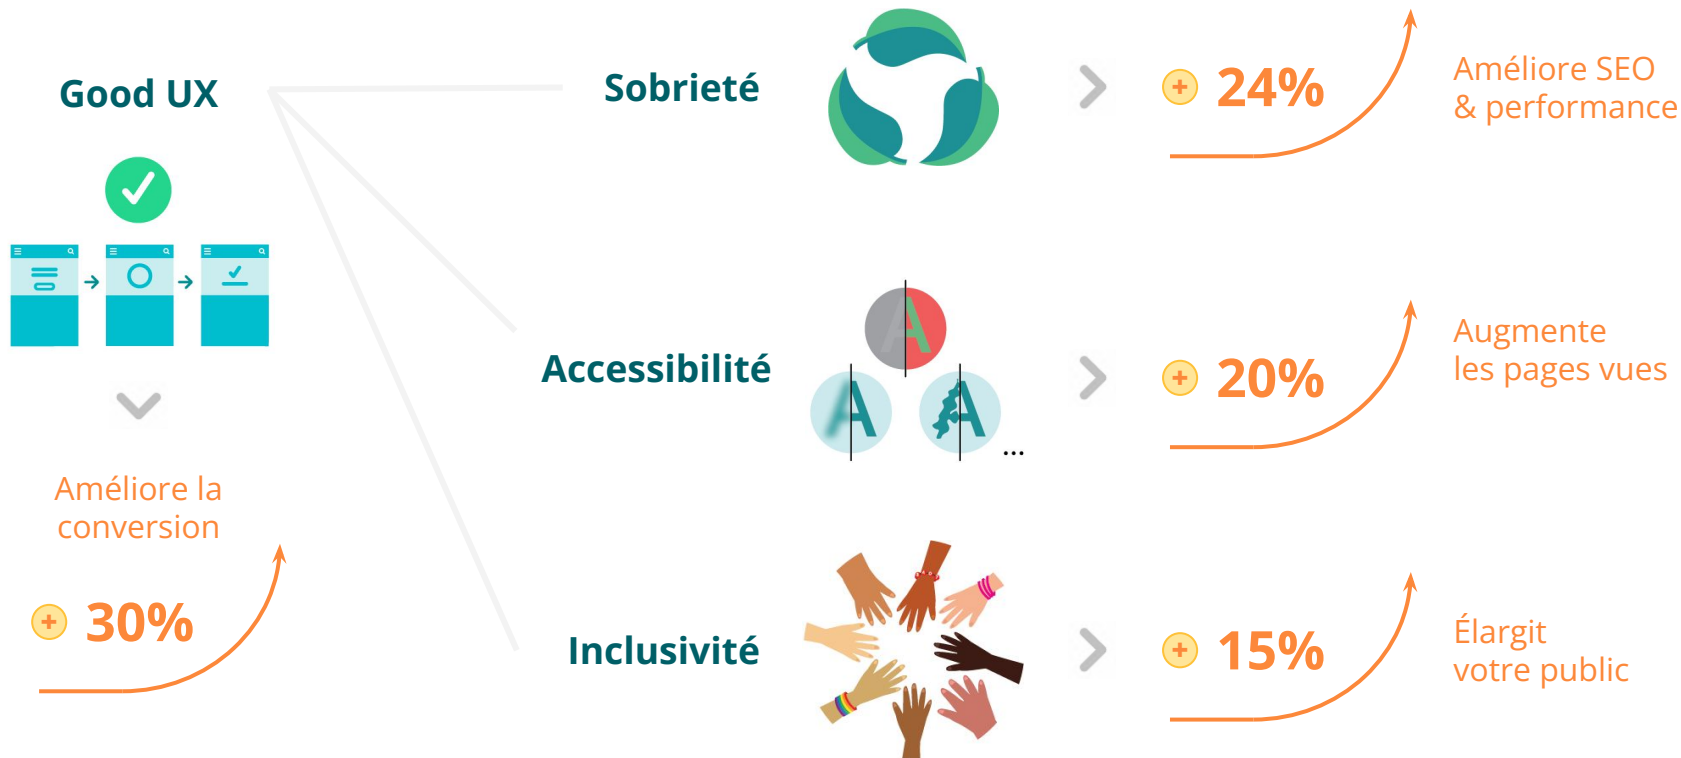 Good UX
Améliore la
conversion
+ 30%
Sobrieté
+ 24%
Améliore SEO
& performance
Accessibilité
A
A
A
...
+ 20%
Augmente
les pages vues
Inclusivité
+ 15%
Élargit
votre public